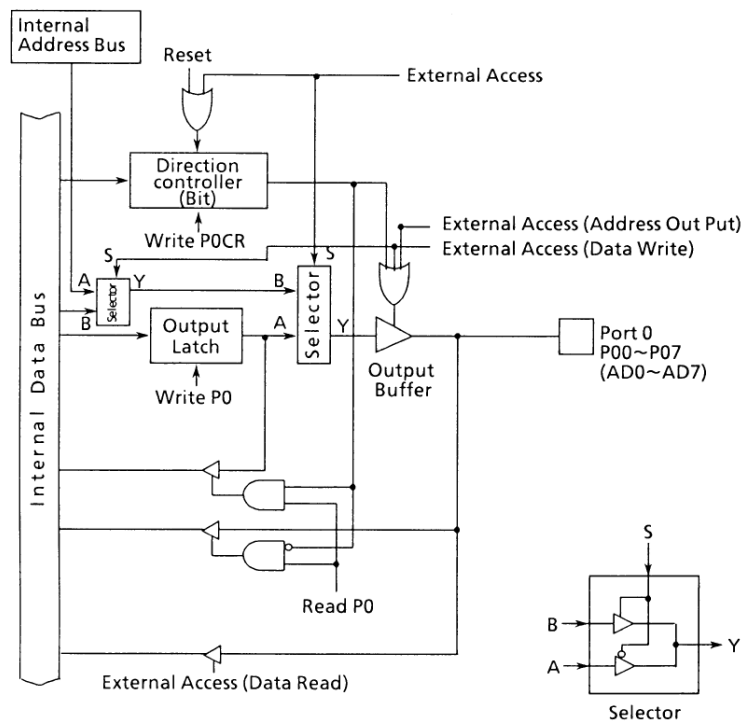 Internal
Address Bus
Reset
External Access
Direction
controller
(Bit)
Write P0CR
External Access (Address Out Put)
External Access (Data Write)
S
S
A
Y
B
Selector
B
A
Y
Selector
Output
Latch
Write P0
Output
Buffer
Port 0
P00~P07
(AD0~AD7)
Internal Data Bus
Read P0
External Access (Data Read)
S
B
A
Y
Selector